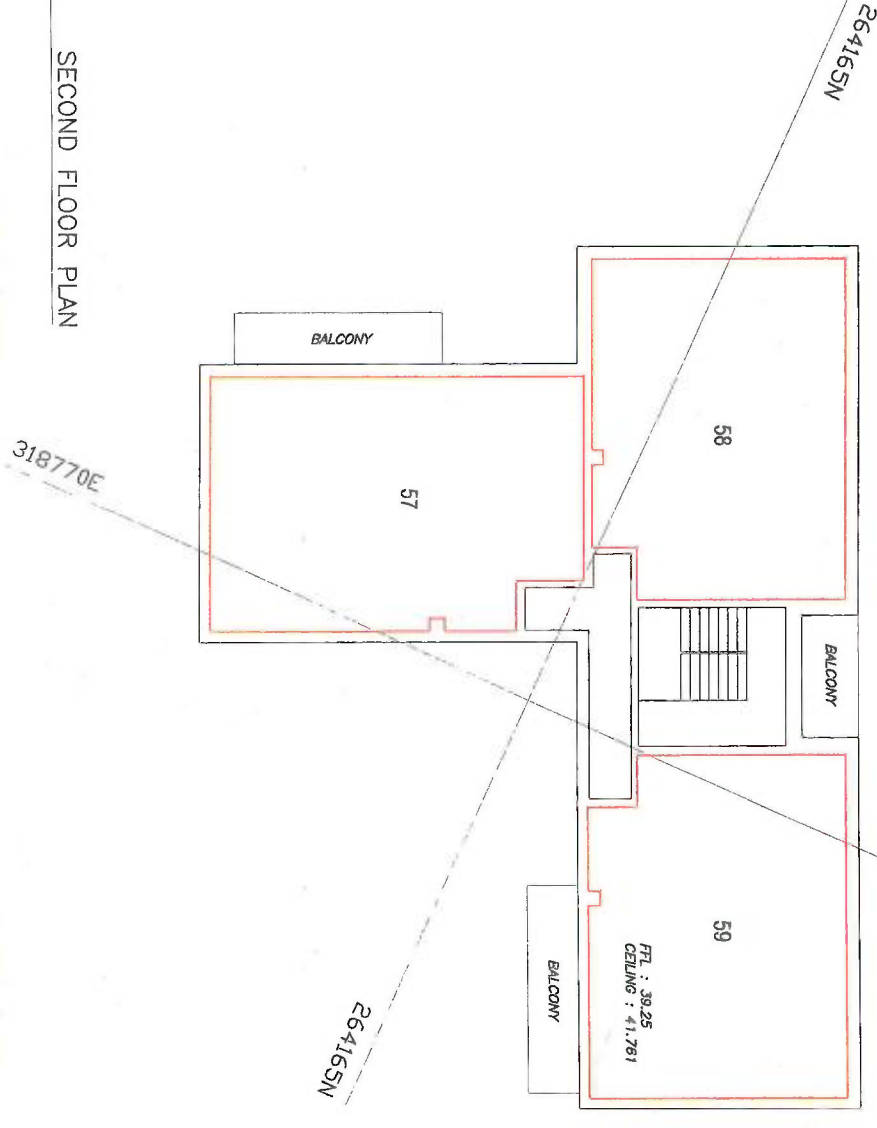 264165N
SECOND FLOOR PLAN
BALCONY
58
318770E
57
BALCONY
59
FFL : 39.25
CEILING : 41.761
BALCONY
264165N